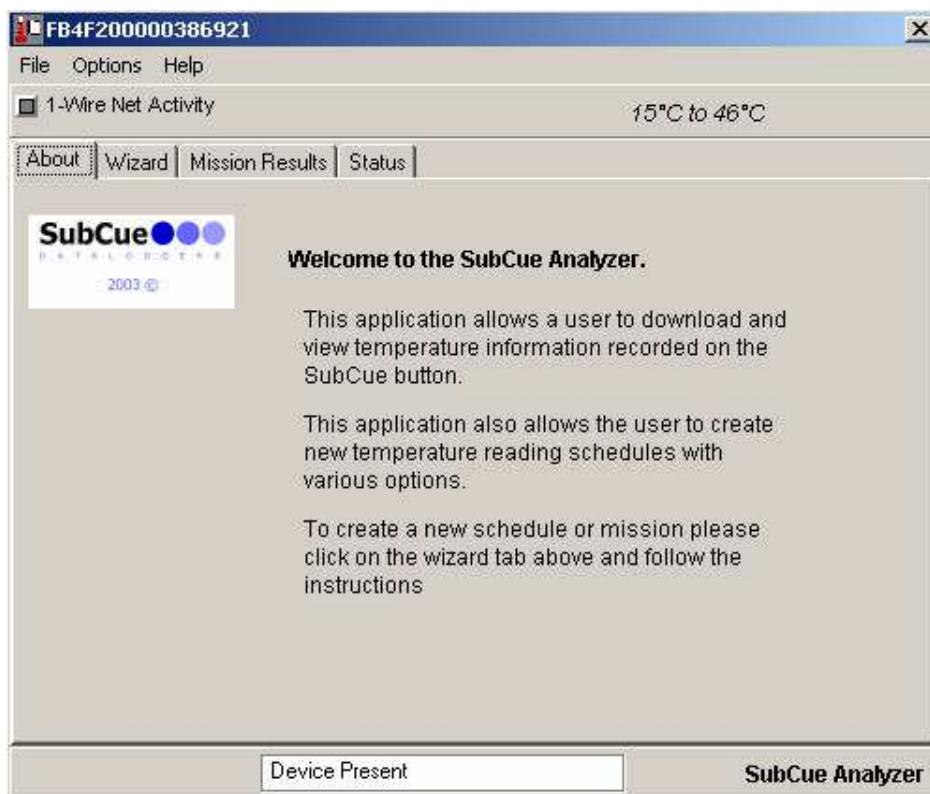 FB4F200000386921
File Options Help
1-Wire Net Activity 15°C to 46°C
About Wizard Mission Results Status
SubCue
DATALOGGER
2003 ©
Welcome to the SubCue Analyzer.
This application allows a user to download and
view temperature information recorded on the
SubCue button.
This application also allows the user to create
new temperature reading schedules with
various options.
To create a new schedule or mission please
click on the wizard tab above and follow the
instructions
Device Present
SubCue Analyzer